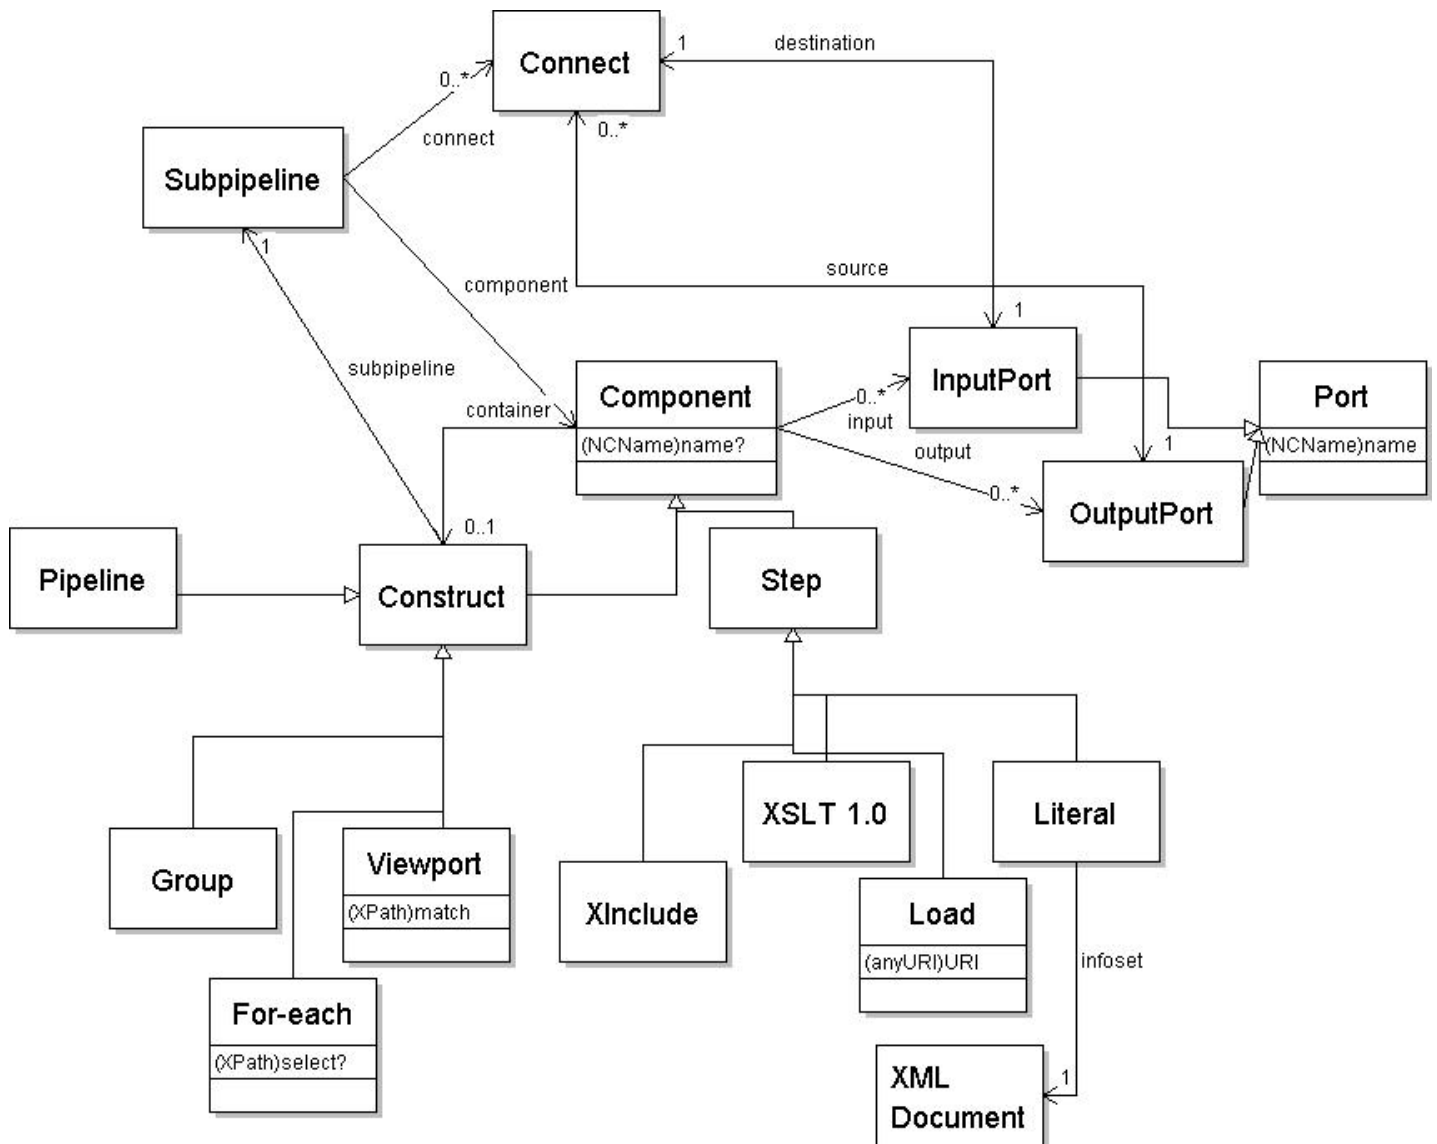 1
destination
Connect
0..*
0..*
connect
Subpipeline
1
source
component
1
subpipeline
container
Component
(NCName)name?
0..*
input
InputPort
Port
(NCName)name
output
1
0..*
OutputPort
0..1
Pipeline
Construct
Step
XSLT 1.0
Literal
Group
Viewport
(XPath)match
XInclude
Load
(anyURI)URI
infoset
For-each
(XPath)select?
XML
Document
1